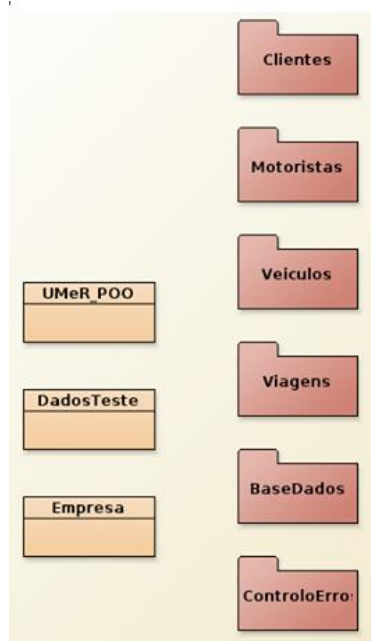 Clientes
Motoristas
Veiculos
UMeR_POO
Viagens
DadosTeste
BaseDados
Empresa
ControloErro